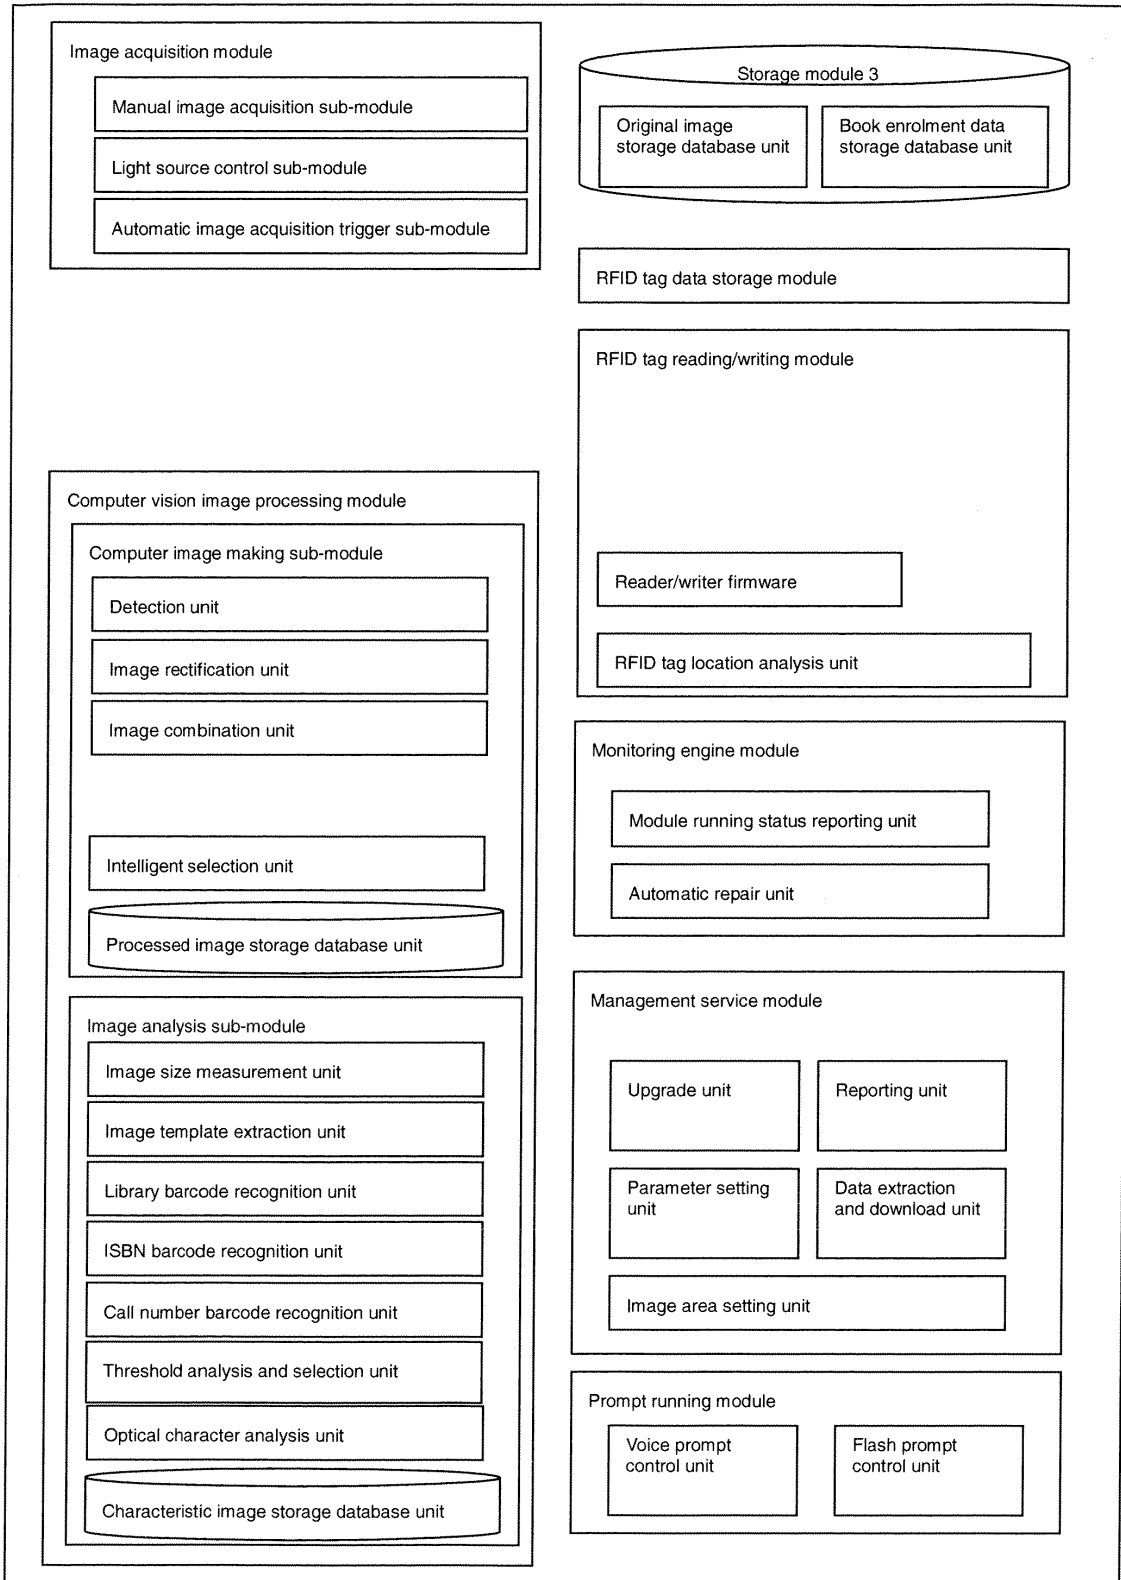 Image acquisition module
Manual image acquisition sub-module
Light source control sub-module
Automatic image acquisition trigger sub-module
Computer vision image processing module
Computer image making sub-module
Detection unit
Image rectification unit
Image combination unit
Intelligent selection unit
Processed image storage database unit
Image analysis sub-module
Image size measurement unit
Image template extraction unit
Library barcode recognition unit
ISBN barcode recognition unit
Call number barcode recognition unit
Threshold analysis and selection unit
Optical character analysis unit
Characteristic image storage database unit
Storage module 3
Original image
storage database unit
Book enrolment data
storage database unit
RFID tag data storage module
RFID tag reading/writing module
Reader/writer firmware
RFID tag location analysis unit
Monitoring engine module
Module running status reporting unit
Automatic repair unit
Management service module
Upgrade unit
Reporting unit
Parameter setting
unit
Data extraction
and download unit
Image area setting unit
Prompt running module
Voice prompt
control unit
Flash prompt
control unit